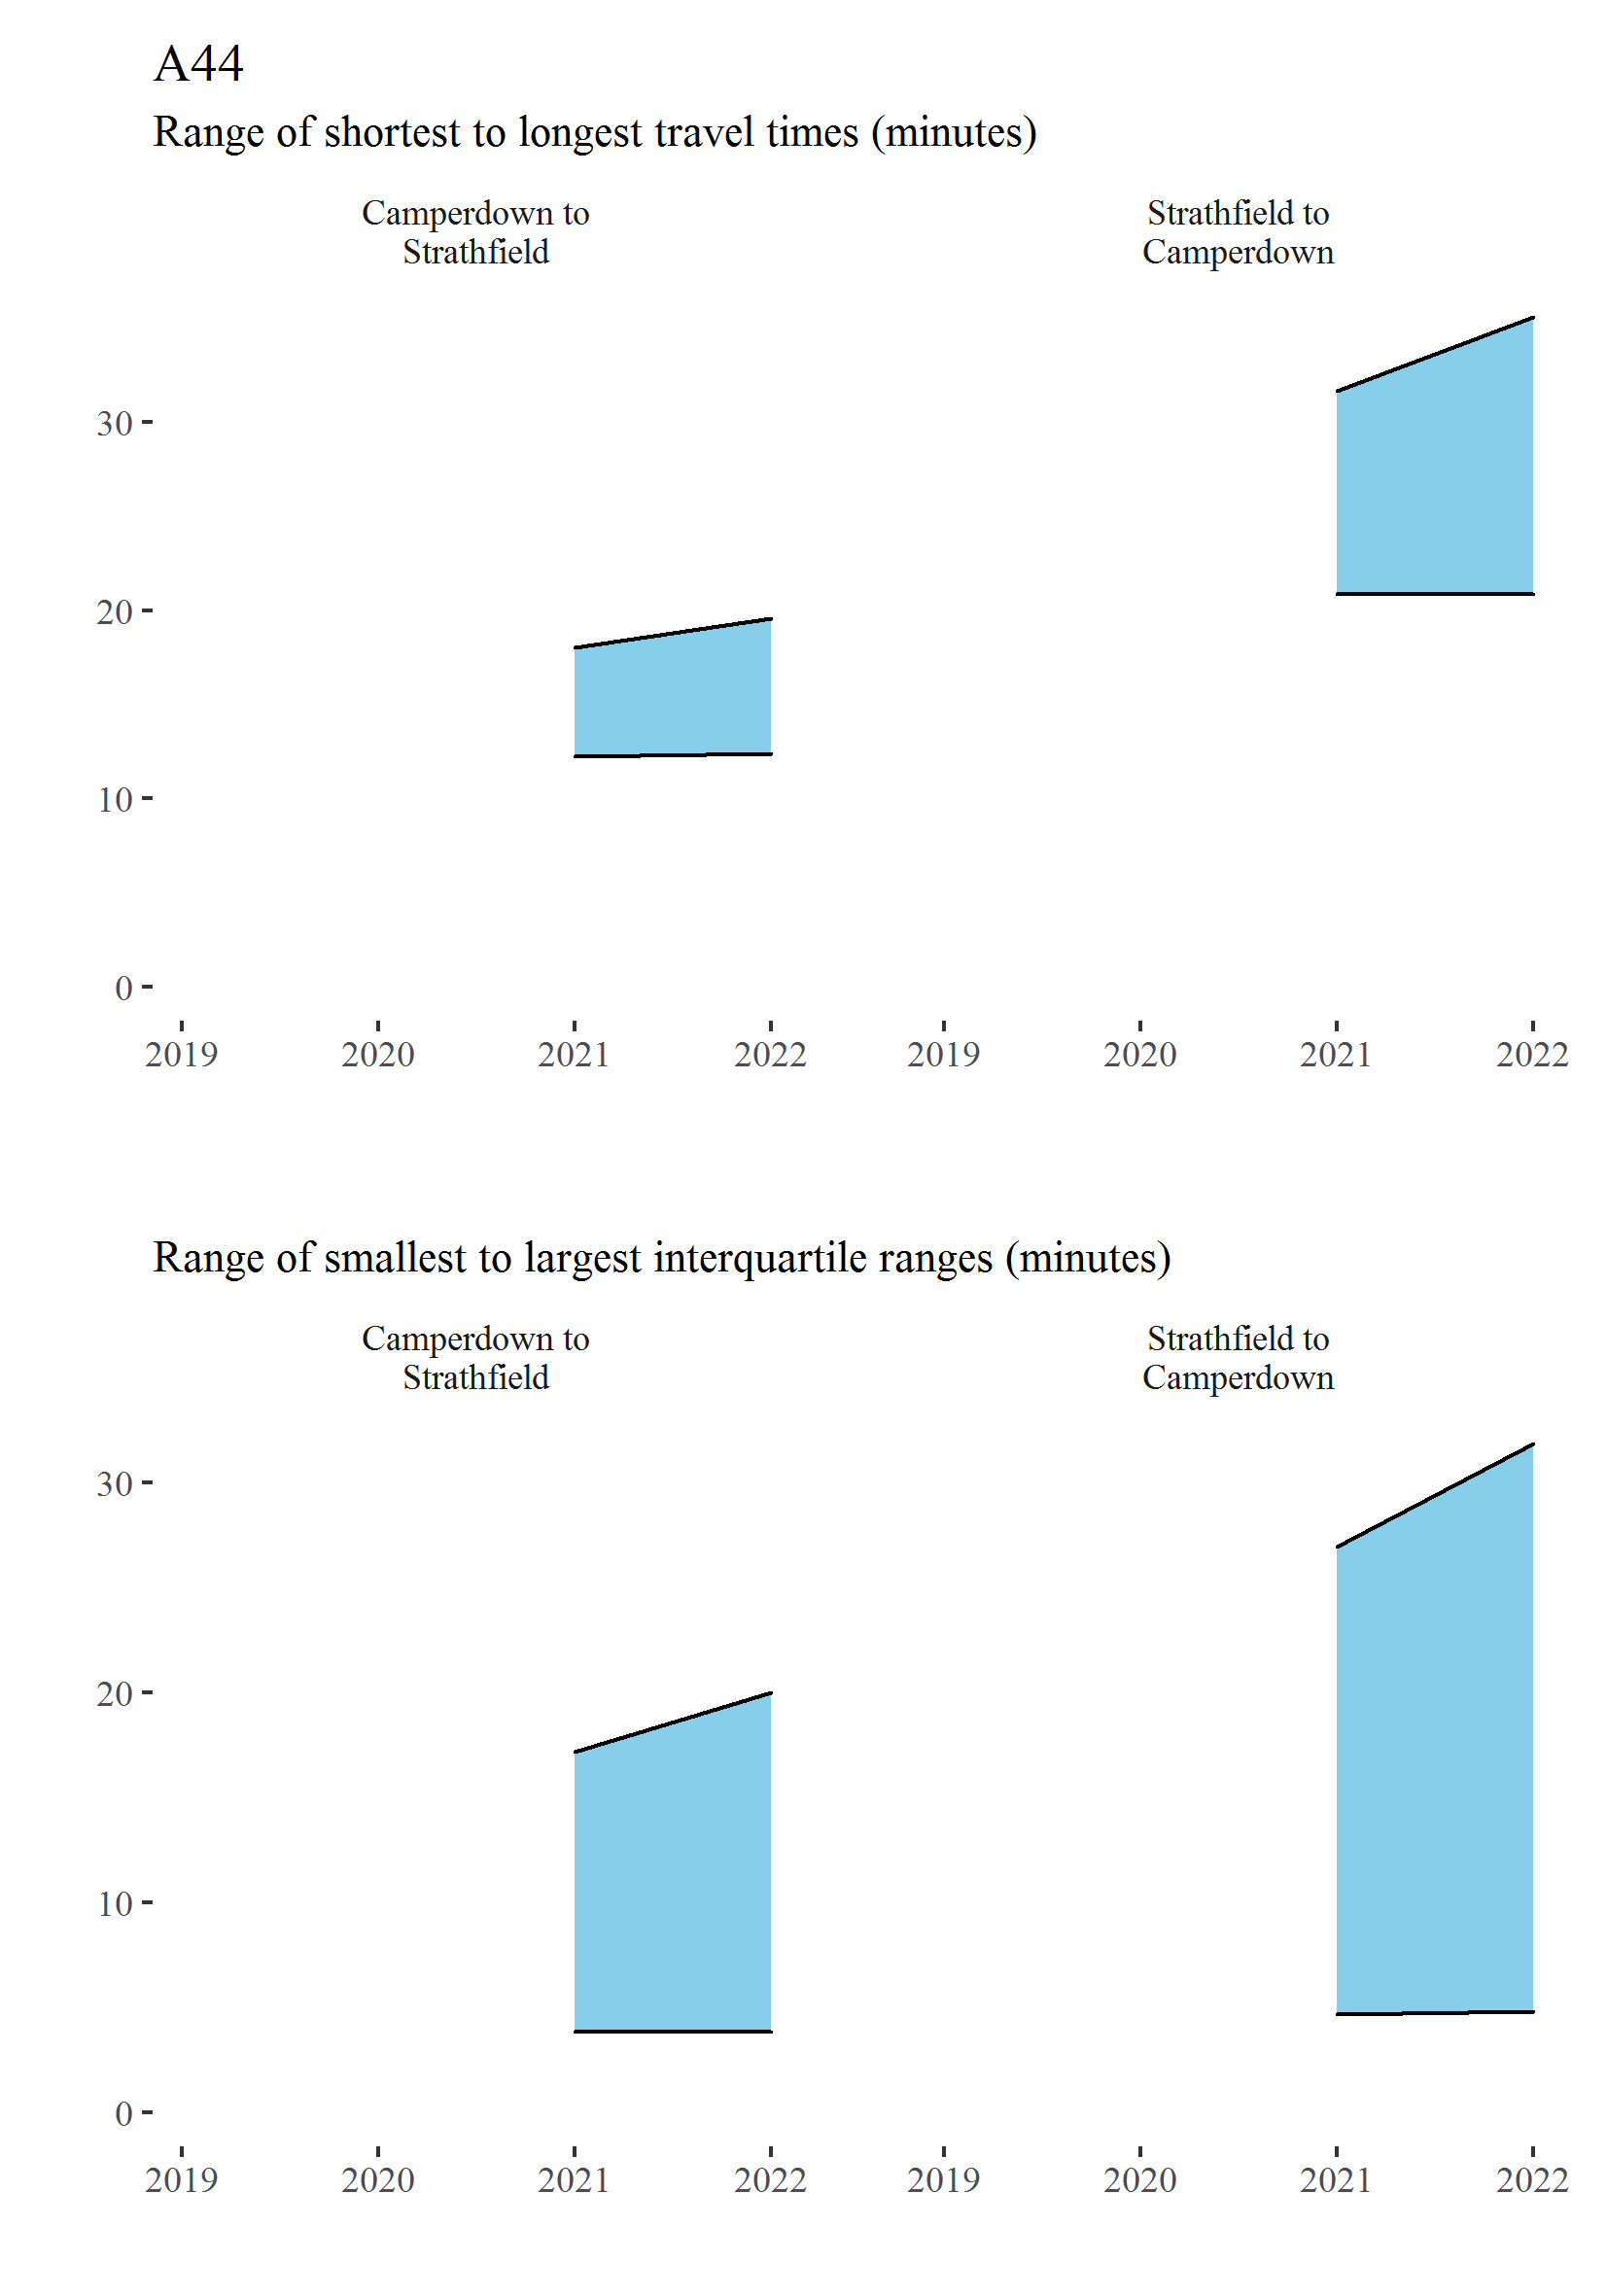 A44
Range of shortest to longest travel times (minutes)
Camperdown to
Strathfield
Strathfield to
Camperdown
30
20
10
0
2019 2020 2021 2022 2019 2020 2021 2022
Range of smallest to largest interquartile ranges (minutes)
Camperdown to
Strathfield
Strathfield to
Camperdown
30
20
10
0
2019 2020 2021 2022 2019 2020 2021 2022